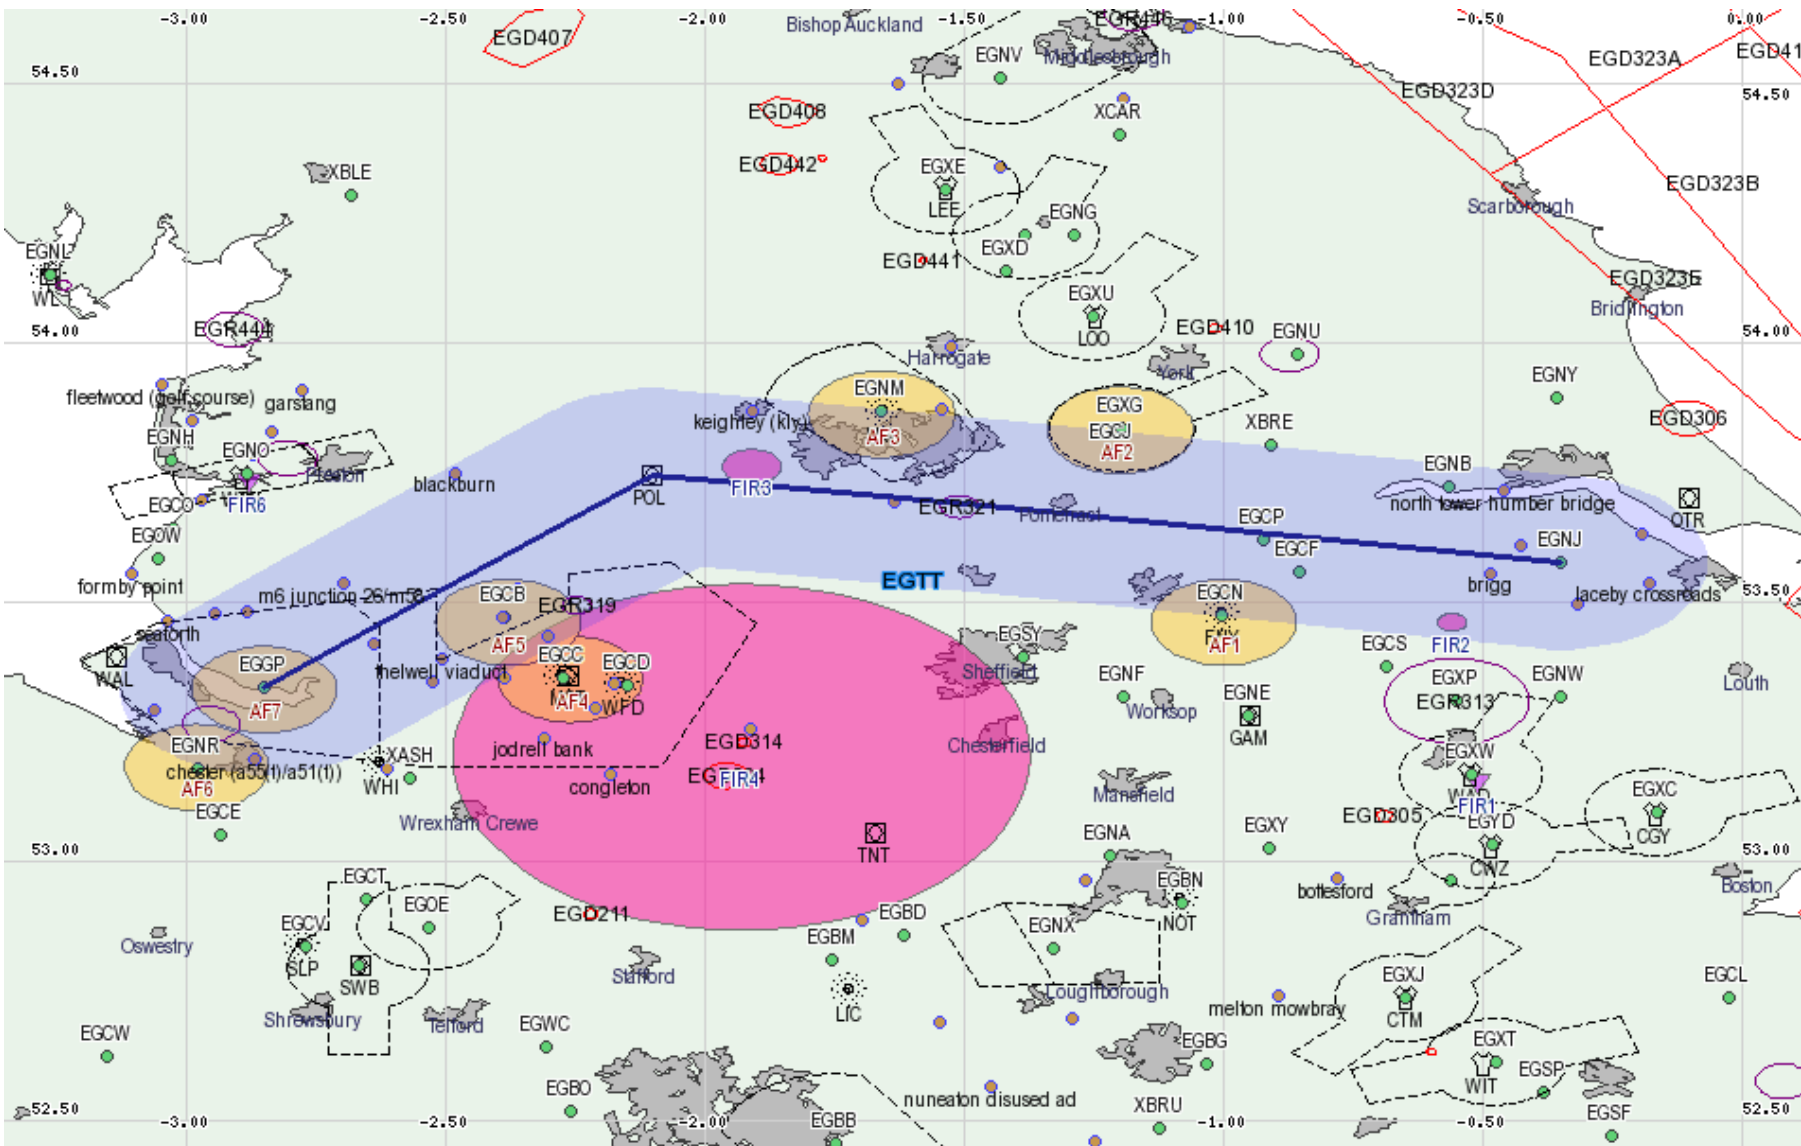 -3.00 -2.50 -2.00 -1.50 -1.00 -0.50 0.00
Bishop Auckland
EGD407
EGNV
Middlesbrough
EGD323A
54.50
54.50
EGD323D
EGD408
XCAR
EGD442
EGXE
XBLE
EGD323B
LEE
Scarborough
EGNG
EGXD
EGNL
EGD441
EGD323E
EGXU
Bridlington
54.00
EGR444
EGD410
EGNU
54.00
LOO
Harrogate
York
EGNY
fleetwood (golf course)
garstang
EGNM
EGXG
keighley (kly)
EGCJ
AF3
AF2
XBRE
EGD306
EGNH
EGNO
Preston
blackburn
EGNB
EGCO
FIR6
POL
FIR3
EGR321
Pontefract
north tower humber bridge
OTR
EGCP
EGOW
EGCF
EGNJ
formby point
EGTT
brigg
m6 junction 26/m58
EGCB
EGR319
EGCN
laceby crossroads
53.50
seaforth
AF5
AF1
FIR2
EGSY
EGCS
EGGP
EGCC
EGCD
WAL
thelwell viaduct
Sheffield
EGNF
EGXP
EGNW
Louth
AF7
AF4
WFD
EGNE
EGR313
Worksop
GAM
EGNR
XASH
jodrell bank
EGD314
Chesterfield
EGXW
chester (a55(t)/a51(t))
WHI
congleton
FIR4
Mansfield
WAD
EGXC
AF6
FIR1
EGCE
Wrexham Crewe
EGD305
EGYD
TNT
EGXY
CGY
53.00
EGNA
53.00
CWZ
EGCT
EGBN
bottesford
Boston
EGOE
EGD211
EGBD
NOT
Grantham
EGCV
Oswestry
EGBM
EGNX
SLP
Stafford
SWB
Loughborough
EGXJ
EGCL
LIC
melton mowbray
Shrewsbury
Telford
CTM
EGCW
EGWC
EGBG
EGXT
WIT
EGSP
EGBO
nuneaton disused ad
XBRU
EGBB
EGSF
52.50
52.50
-3.00 -2.50 -2.00 -1.00 -0.50